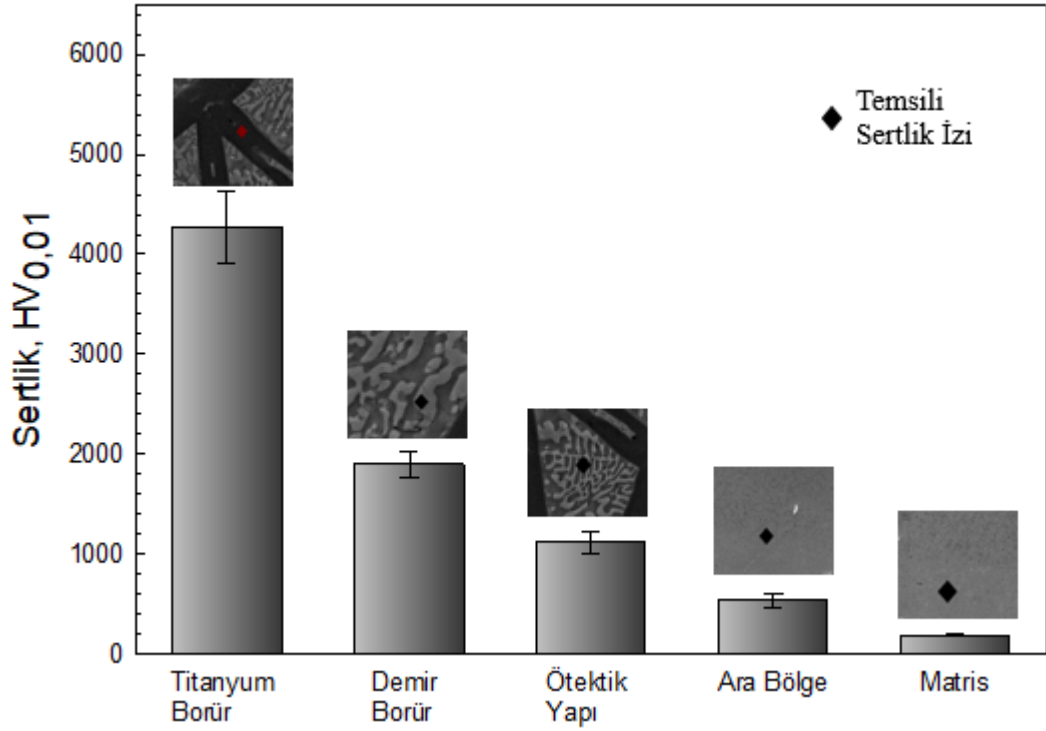 Sertlik, HV0,01
6000
5000
4000
3000
2000
1000
0
Temsili
Sertlik İzi
Titanyum
Borür
Demir
Borür
Ötektik
Yapı
Ara Bölge
Matris